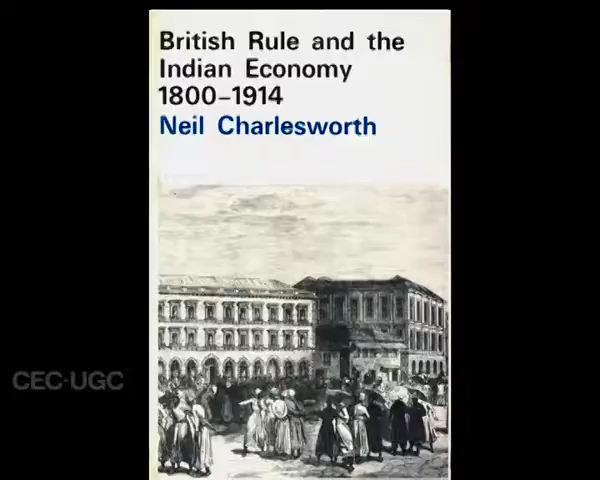 British Rule and the
Indian Economy
1800–1914
Neil Charlesworth
CEC-UGC